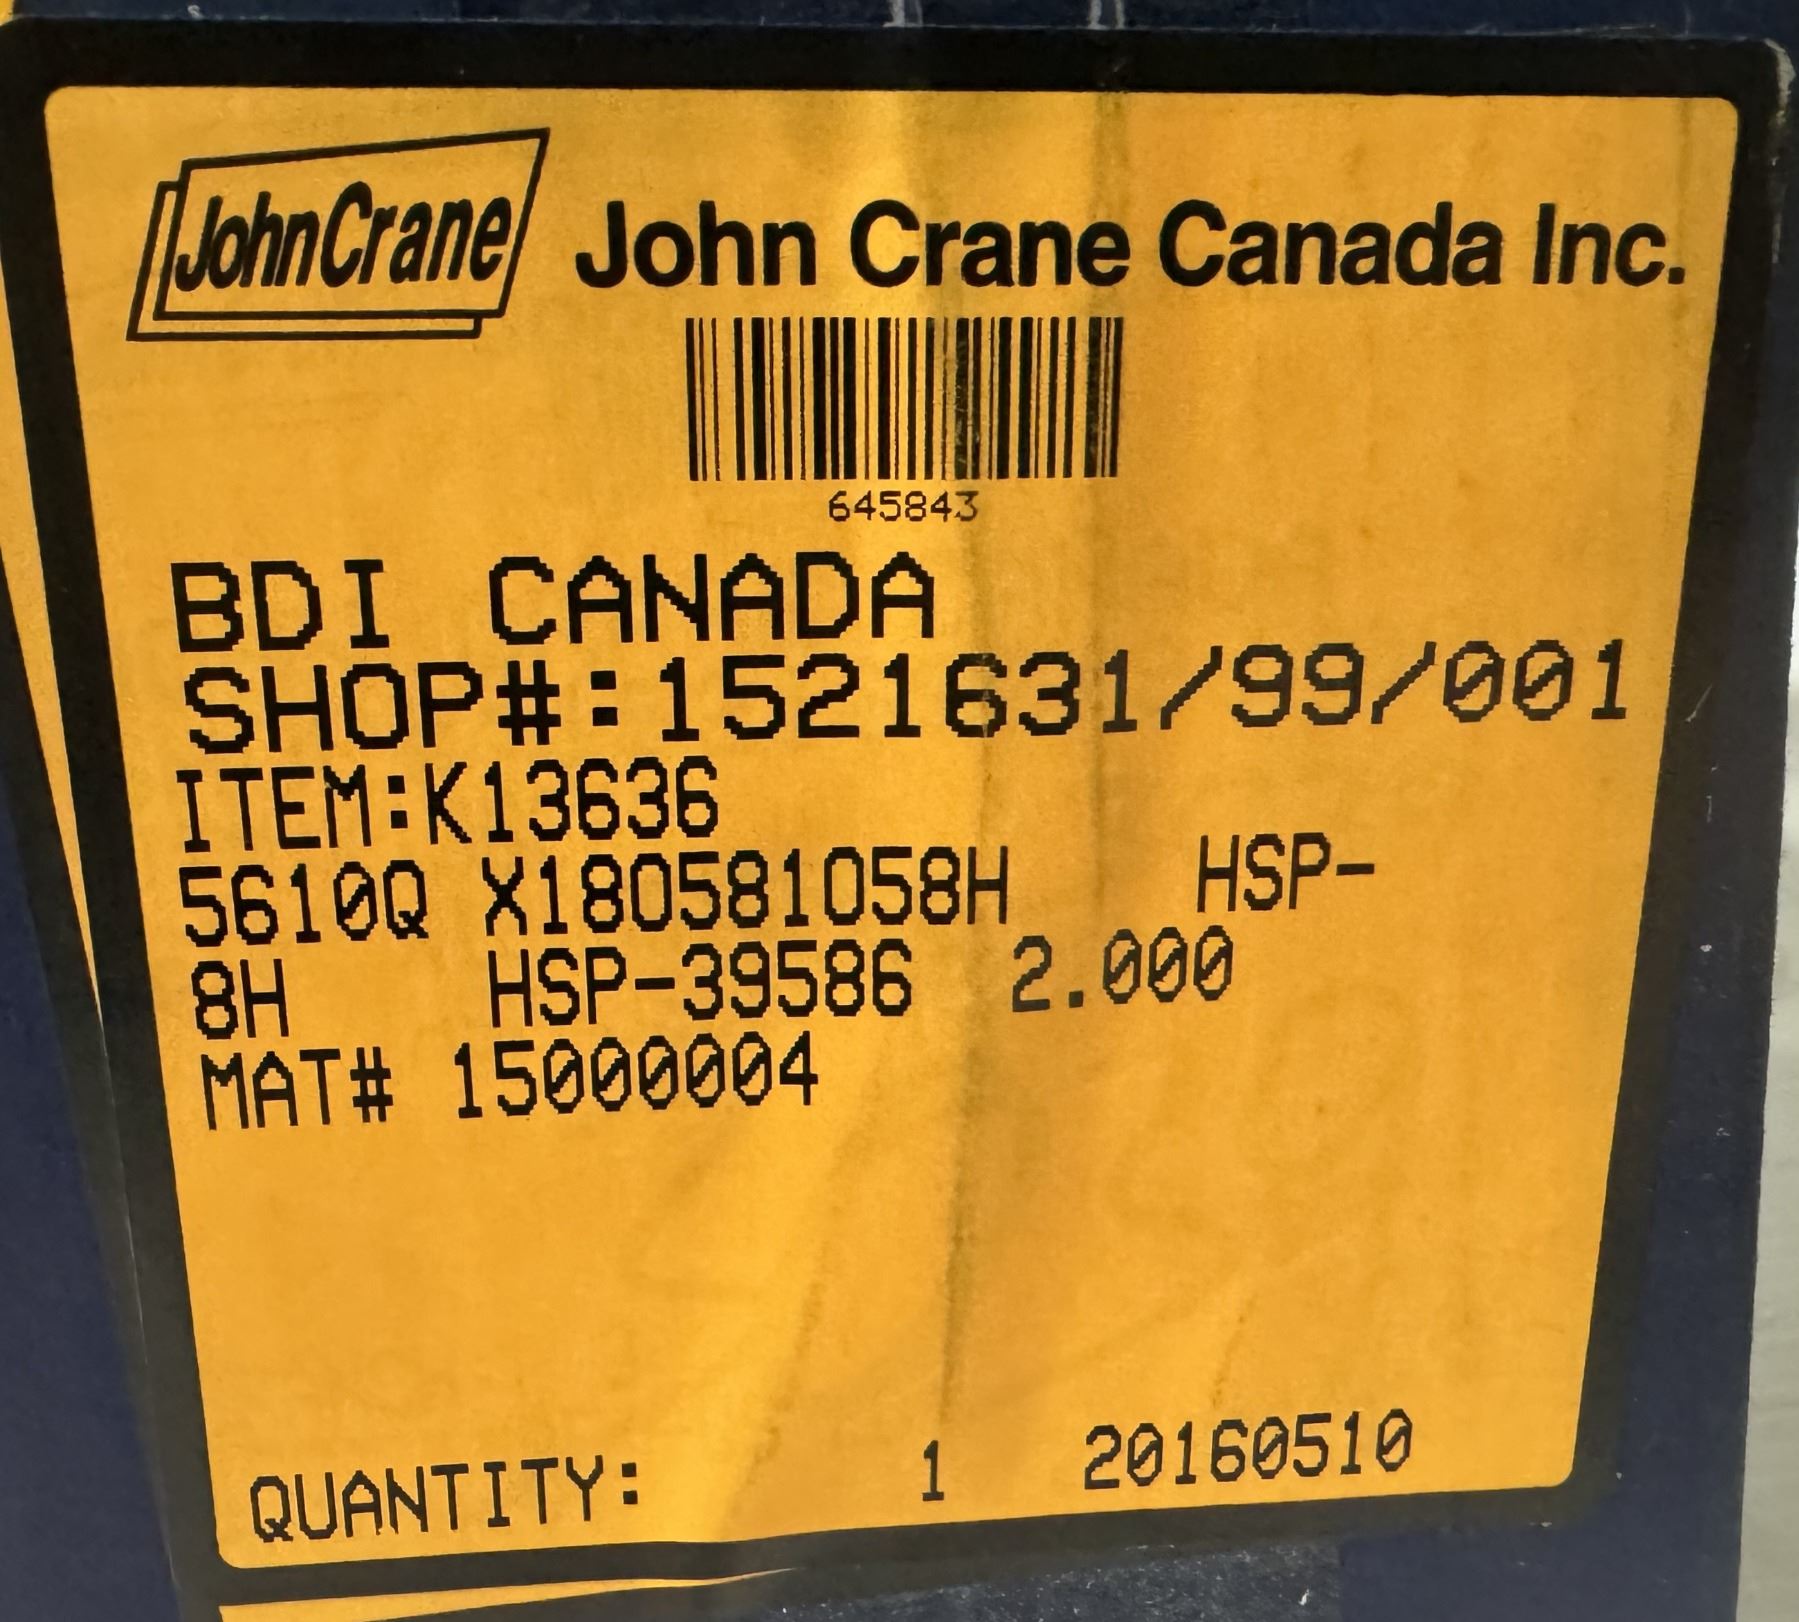 JohnCrane
John Crane Canada Inc.
645843
BDI CANADA
SHOP#:1521631/99/001
ITEM:K13636
5610Q X180581058H HSP-
8H HSP-39586 2.000
MAT# 15000004
QUANTITY: 1 20160510